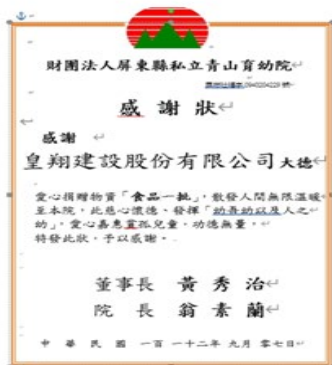 財團法人屏東縣私立青山育幼院
感謝狀
感謝
皇翔建設股份有限公司大德
愛心捐贈物資「食品一批」，散發人間無限溫暖
至本院，此慈心懷德、發揮「幼吾幼以及人之
幼」，愛心嘉惠賞孤兒童，功德無量，
特發此狀，予以感謝。
董事長 黃秀治
院長 翁素蘭
中華民國一百一十二年九月零七日